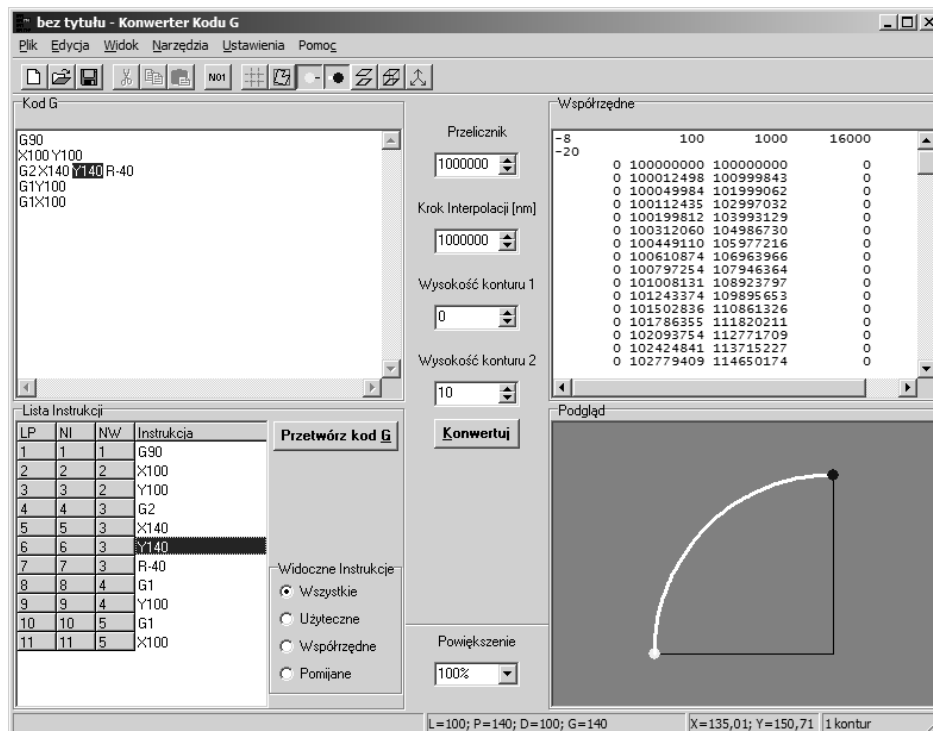 bez tytułu - Konwerter Kodu G
Plik Edycja Widok Narzędzia Ustawienia Pomoc
N01
Kod G
G90
X100 Y100
G2 X140 Y140 R-40
G1Y100
G1X100
Przelicznik
1000000
Krok Interpolacji [nm]
1000000
Wysokość konturu 1
0
Wysokość konturu 2
10
Konwertuj
Współrzędne
-8 100 1000 16000
-20
0 100000000 100000000 0
0 100012498 100999843 0
0 100049984 101999062 0
0 100112435 102997032 0
0 100199812 103993129 0
0 100312060 104986730 0
0 100449110 105977216 0
0 100610874 106963966 0
0 100797254 107946364 0
0 101008131 108923797 0
0 101243374 109895653 0
0 101502836 110861326 0
0 101786355 111820211 0
0 102093754 112771709 0
0 102424841 113715227 0
0 102779409 114650174 0
Lista Instrukcji
LP NI NW Instrukcja
1 1 1 G90
2 2 2 X100
3 3 2 Y100
4 4 3 G2
5 5 3 X140
6 6 3 Y140
7 7 3 R-40
8 8 4 G1
9 9 4 Y100
10 10 5 G1
11 11 5 X100
Przetwórz kod G
Widoczne Instrukcje
Wszystkie
Użyteczne
Współrzędne
Pomijane
Powiększenie
100%
Podgląd
L=100; P=140; D=100; G=140
X=135,01; Y=150,71
1 kontur